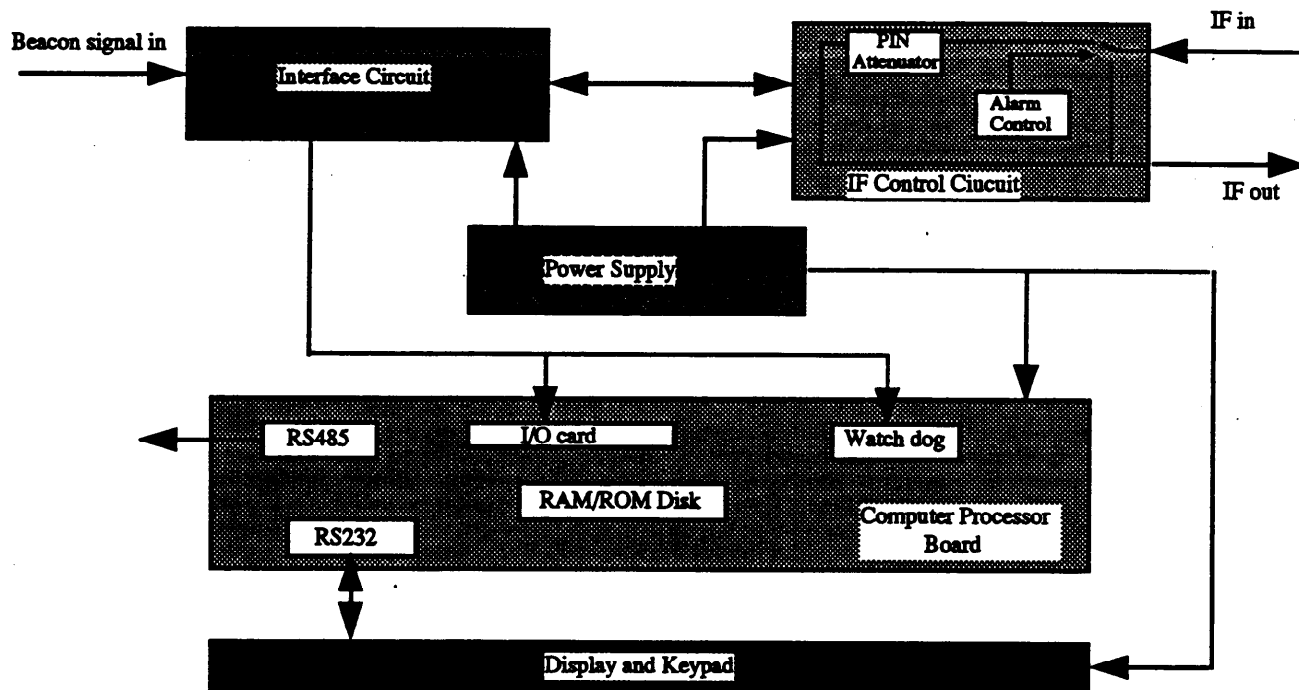 Beacon signal in
Interface Circuit
PIN
Attenuator
Alarm
Control
IF in
IF Control Ciucuit
IF out
Power Supply
RS485
I/O card
Watch dog
RAM/ROM Disk
RS232
Computer Processor
Board
Display and Keypad